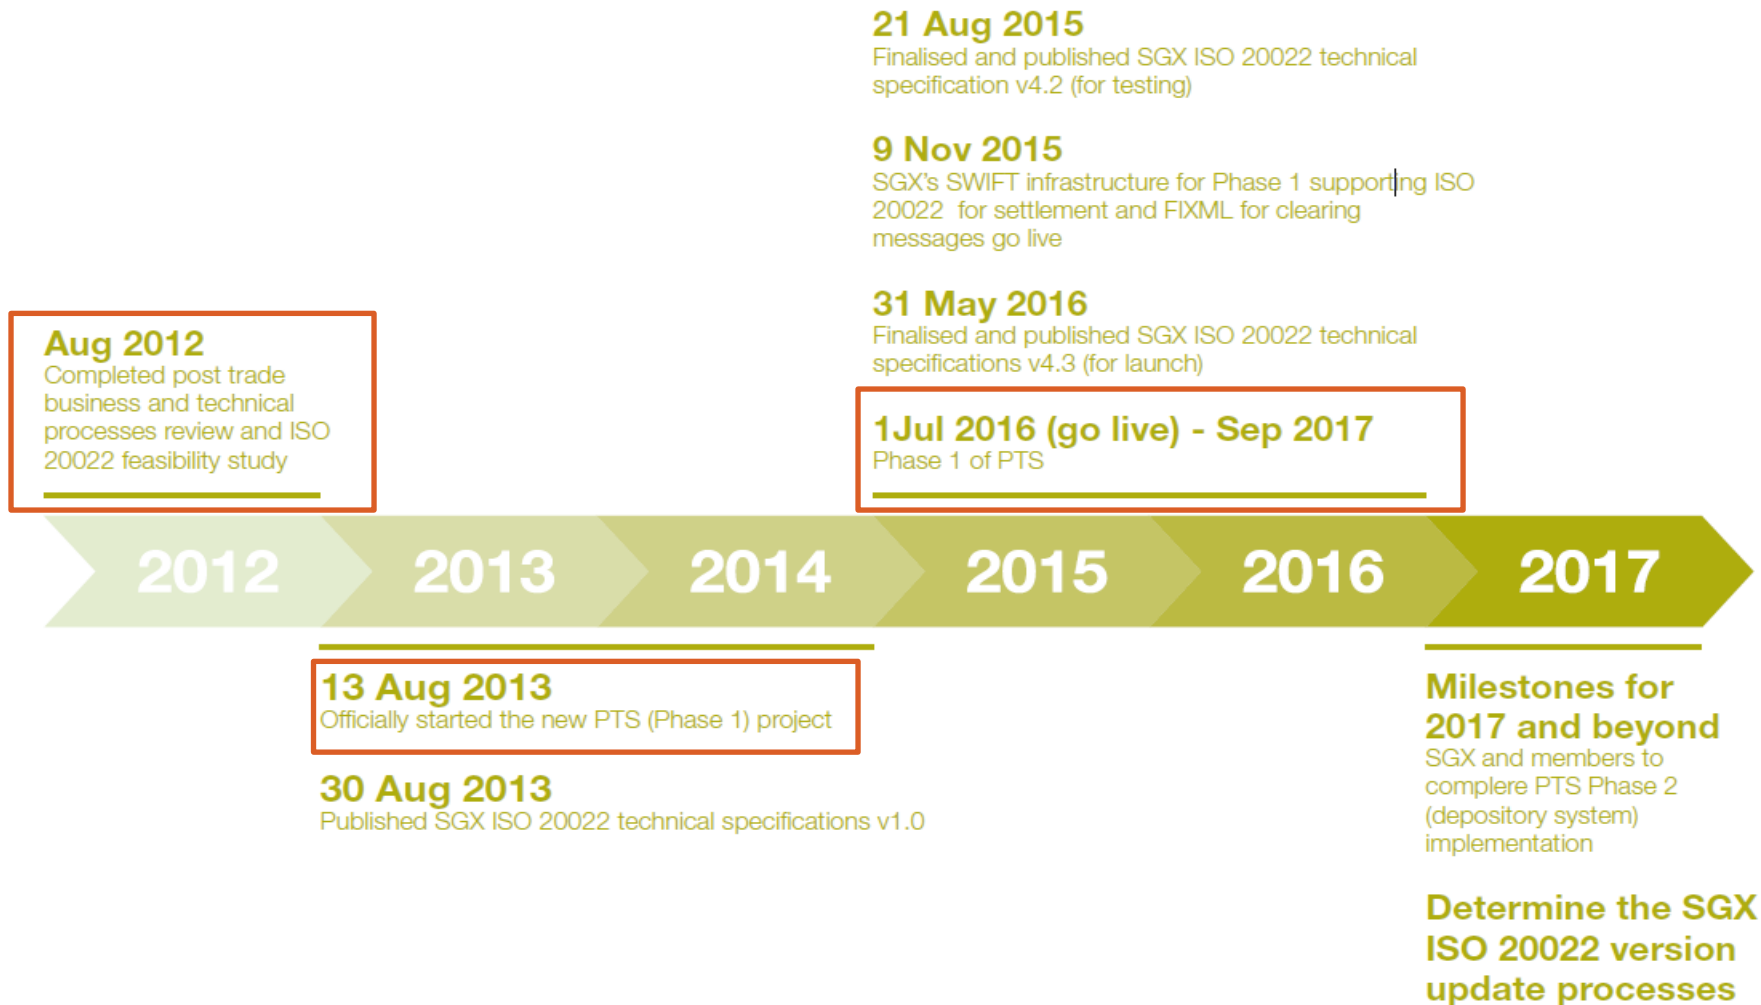 21 Aug 2015
Finalised and published SGX ISO 20022 technical
specification v4.2 (for testing)
9 Nov 2015
SGX's SWIFT infrastructure for Phase 1 supporting ISO
20022 for settlement and FIXML for clearing
messages go live
31 May 2016
Finalised and published SGX ISO 20022 technical
specifications v4.3 (for launch)
Aug 2012
Completed post trade
business and technical
processes review and ISO
20022 feasibility study
1Jul 2016 (go live) - Sep 2017
Phase 1 of PTS
2012 2013 2014 2015 2016 2017
13 Aug 2013
Officially started the new PTS (Phase 1) project
30 Aug 2013
Published SGX ISO 20022 technical specifications v1.0
Milestones for
2017 and beyond
SGX and members to
complere PTS Phase 2
(depository system)
implementation
Determine the SGX
ISO 20022 version
update processes